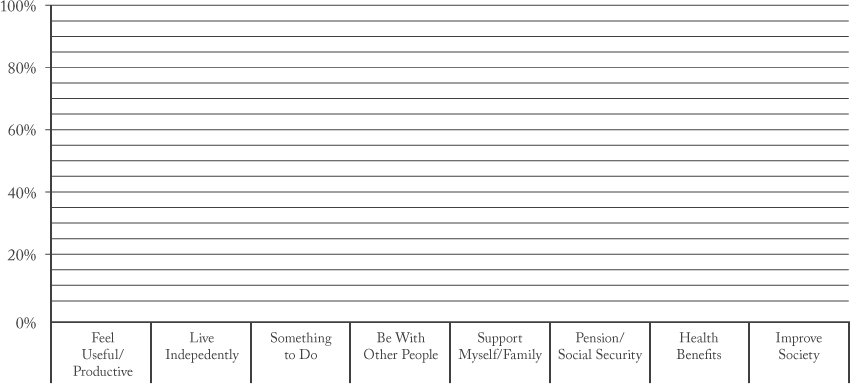 100%
80%
60%
40%
20%
0%
Feel
Useful/
Productive
Live
Indepedently
Something
to Do
Be With
Other People
Support
Myself/Family
Pension/
Social Security
Health
Benefits
Improve
Society